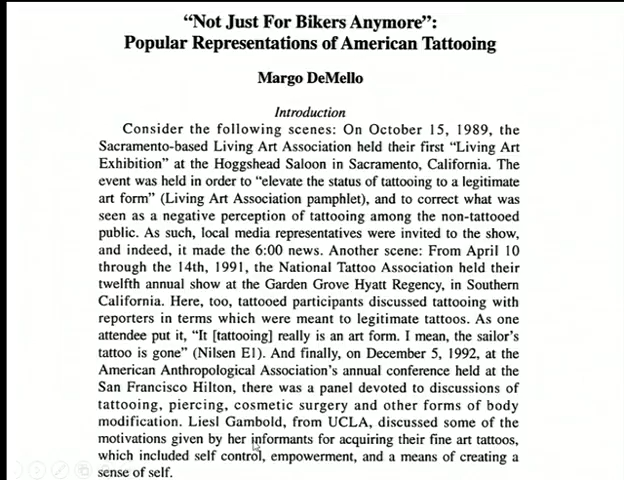 “Not Just For Bikers Anymore”:
Popular Representations of American Tattooing
Margo DeMello
Introduction
Consider the following scenes: On October 15, 1989, the
Sacramento-based Living Art Association held their first “Living Art
Exhibition” at the Hoggshead Saloon in Sacramento, California. The
event was held in order to “elevate the status of tattooing to a legitimate
art form” (Living Art Association pamphlet), and to correct what was
seen as a negative perception of tattooing among the non-tattooed
public. As such, local media representatives were invited to the show,
and indeed, it made the 6:00 news. Another scene: From April 10
through the 14th, 1991, the National Tattoo Association held their
twelfth annual show at the Garden Grove Hyatt Regency, in Southern
California. Here, too, tattooed participants discussed tattooing with
reporters in terms which were meant to legitimate tattoos. As one
attendee put it, “It [tattooing] really is an art form. I mean, the sailor’s
tattoo is gone” (Nilsen E1). And finally, on December 5, 1992, at the
American Anthropological Association’s annual conference held at the
San Francisco Hilton, there was a panel devoted to discussions of
tattooing, piercing, cosmetic surgery and other forms of body
modification. Liesl Gambold, from UCLA, discussed some of the
motivations given by her informants for acquiring their fine art tattoos,
which included self control, empowerment, and a means of creating a
sense of self.